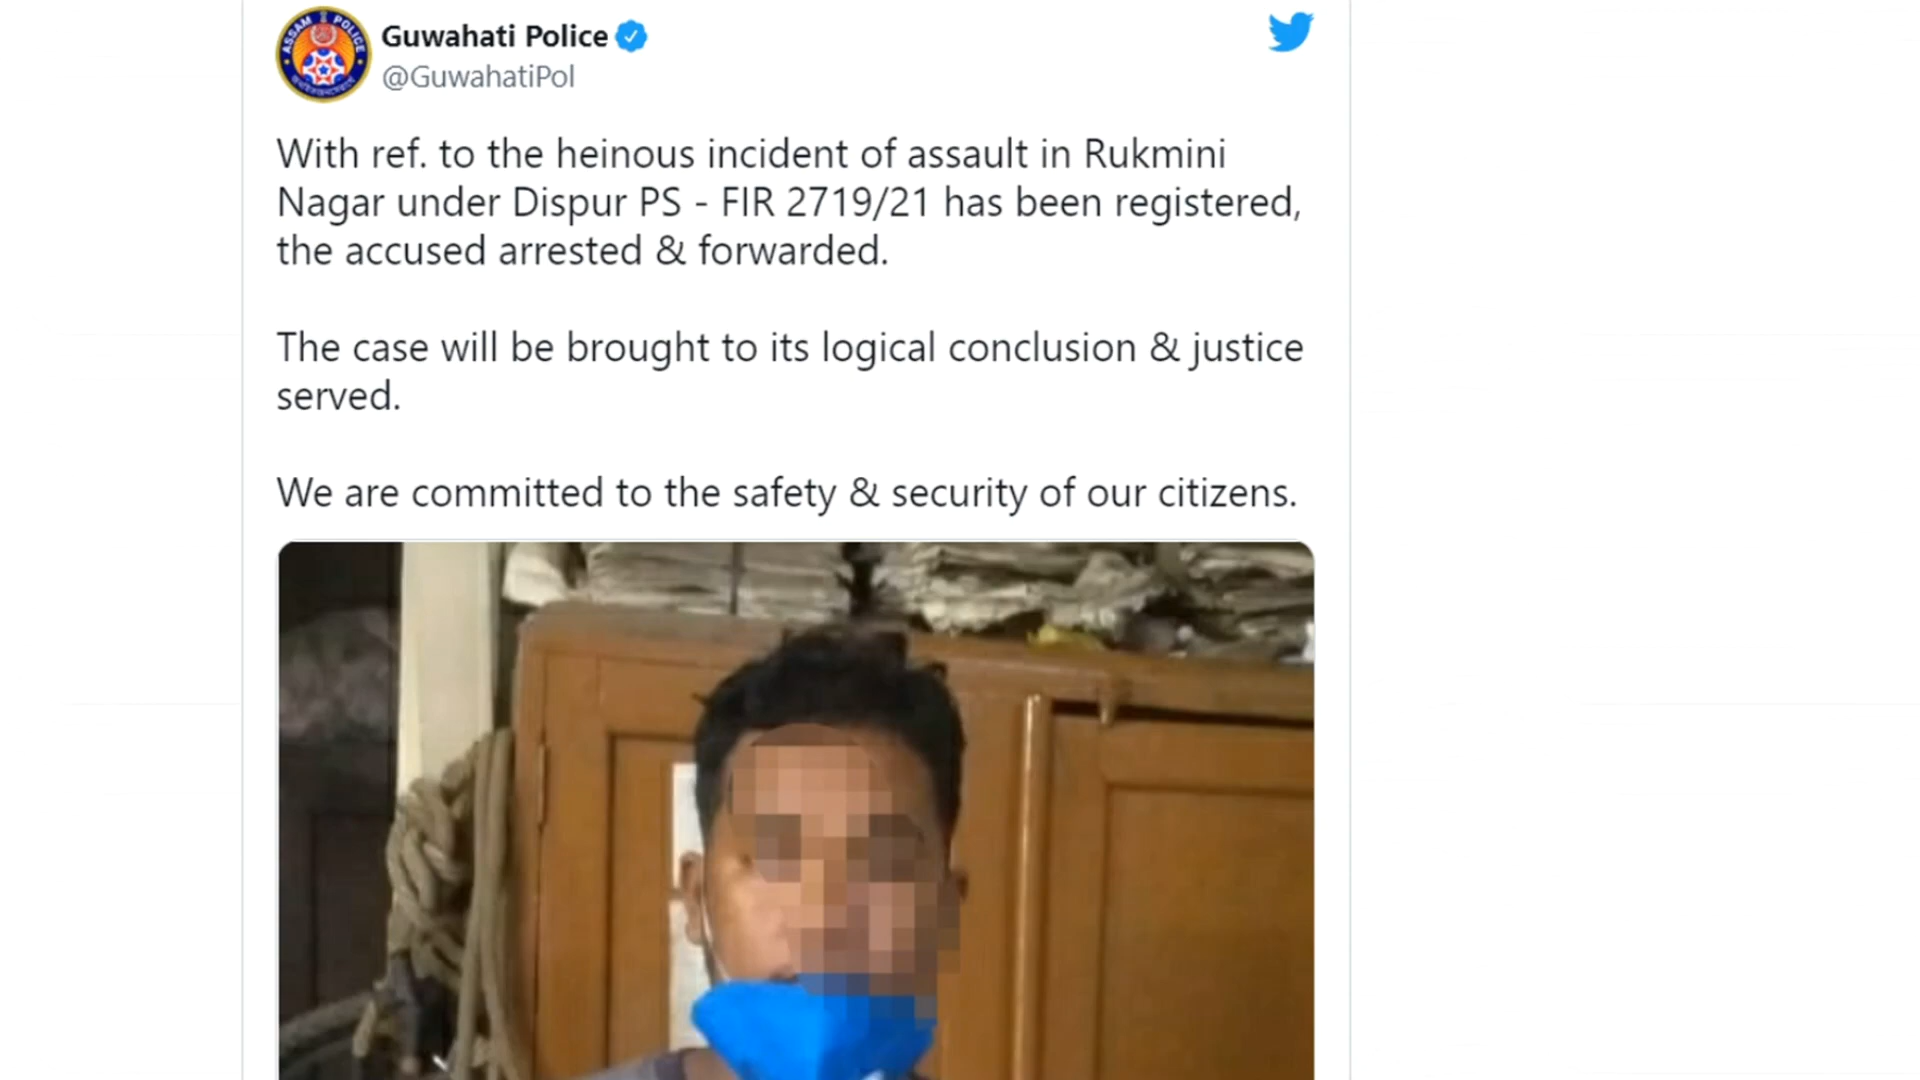 ASSAM POLICE
Guwahati Police
@GuwahatiPol
With ref. to the heinous incident of assault in Rukmini
Nagar under Dispur PS - FIR 2719/21 has been registered,
the accused arrested & forwarded.
The case will be brought to its logical conclusion & justice
served.
We are committed to the safety & security of our citizens.